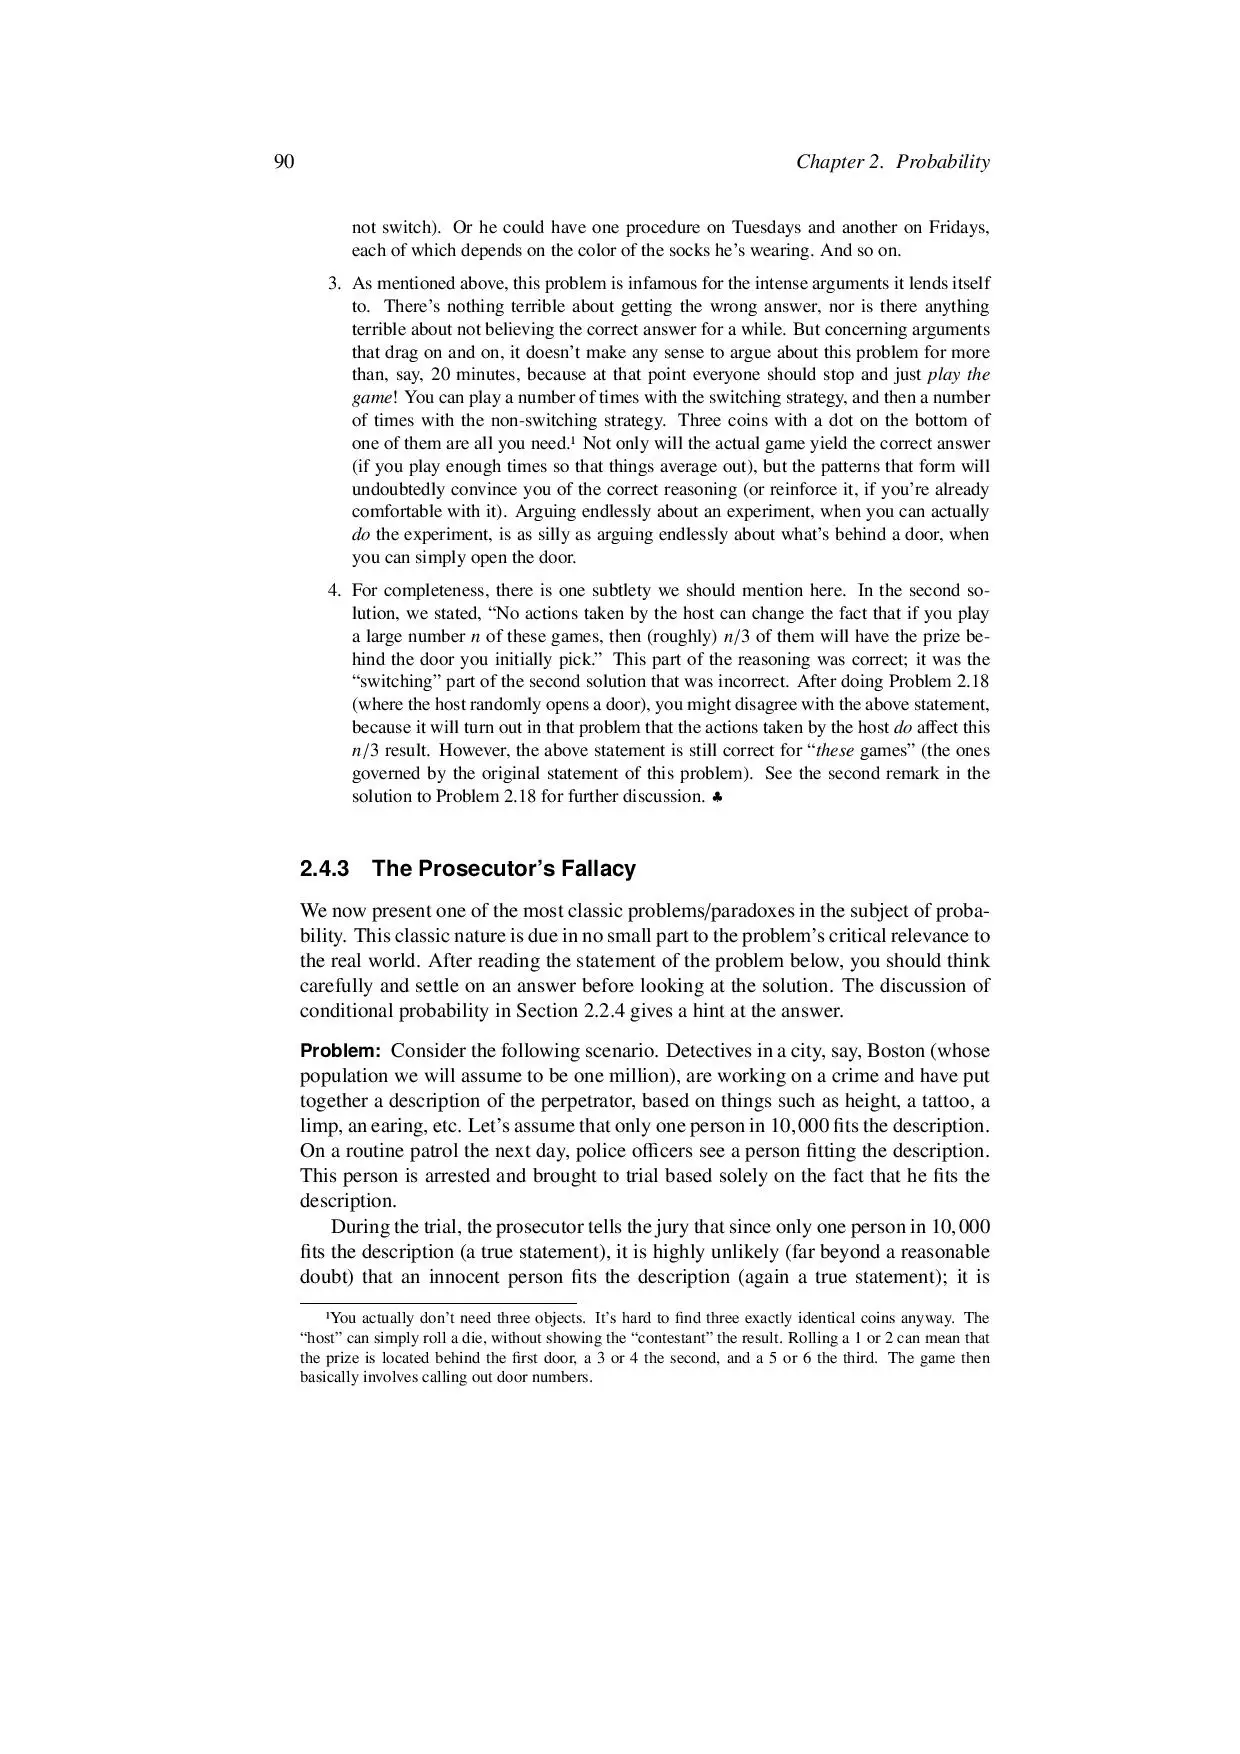 90
Chapter 2. Probability
not switch). Or he could have one procedure on Tuesdays and another on Fridays,
each of which depends on the color of the socks he’s wearing. And so on.
3. As mentioned above, this problem is infamous for the intense arguments it lends itself
to. There’s nothing terrible about getting the wrong answer, nor is there anything
terrible about not believing the correct answer for a while. But concerning arguments
that drag on and on, it doesn’t make any sense to argue about this problem for more
than, say, 20 minutes, because at that point everyone should stop and just play the
game! You can play a number of times with the switching strategy, and then a number
of times with the non-switching strategy. Three coins with a dot on the bottom of
one of them are all you need.¹ Not only will the actual game yield the correct answer
(if you play enough times so that things average out), but the patterns that form will
undoubtedly convince you of the correct reasoning (or reinforce it, if you’re already
comfortable with it). Arguing endlessly about an experiment, when you can actually
do the experiment, is as silly as arguing endlessly about what’s behind a door, when
you can simply open the door.
4. For completeness, there is one subtlety we should mention here. In the second so-
lution, we stated, “No actions taken by the host can change the fact that if you play
a large number n of these games, then (roughly) n/3 of them will have the prize be-
hind the door you initially pick.” This part of the reasoning was correct; it was the
“switching” part of the second solution that was incorrect. After doing Problem 2.18
(where the host randomly opens a door), you might disagree with the above statement,
because it will turn out in that problem that the actions taken by the host do affect this
n/3 result. However, the above statement is still correct for “these games” (the ones
governed by the original statement of this problem). See the second remark in the
solution to Problem 2.18 for further discussion. ♣
2.4.3 The Prosecutor’s Fallacy
We now present one of the most classic problems/paradoxes in the subject of proba-
bility. This classic nature is due in no small part to the problem’s critical relevance to
the real world. After reading the statement of the problem below, you should think
carefully and settle on an answer before looking at the solution. The discussion of
conditional probability in Section 2.2.4 gives a hint at the answer.
Problem: Consider the following scenario. Detectives in a city, say, Boston (whose
population we will assume to be one million), are working on a crime and have put
together a description of the perpetrator, based on things such as height, a tattoo, a
limp, an earing, etc. Let’s assume that only one person in 10,000 fits the description.
On a routine patrol the next day, police officers see a person fitting the description.
This person is arrested and brought to trial based solely on the fact that he fits the
description.
During the trial, the prosecutor tells the jury that since only one person in 10,000
fits the description (a true statement), it is highly unlikely (far beyond a reasonable
doubt) that an innocent person fits the description (again a true statement); it is
¹You actually don’t need three objects. It’s hard to find three exactly identical coins anyway. The
“host” can simply roll a die, without showing the “contestant” the result. Rolling a 1 or 2 can mean that
the prize is located behind the first door, a 3 or 4 the second, and a 5 or 6 the third. The game then
basically involves calling out door numbers.